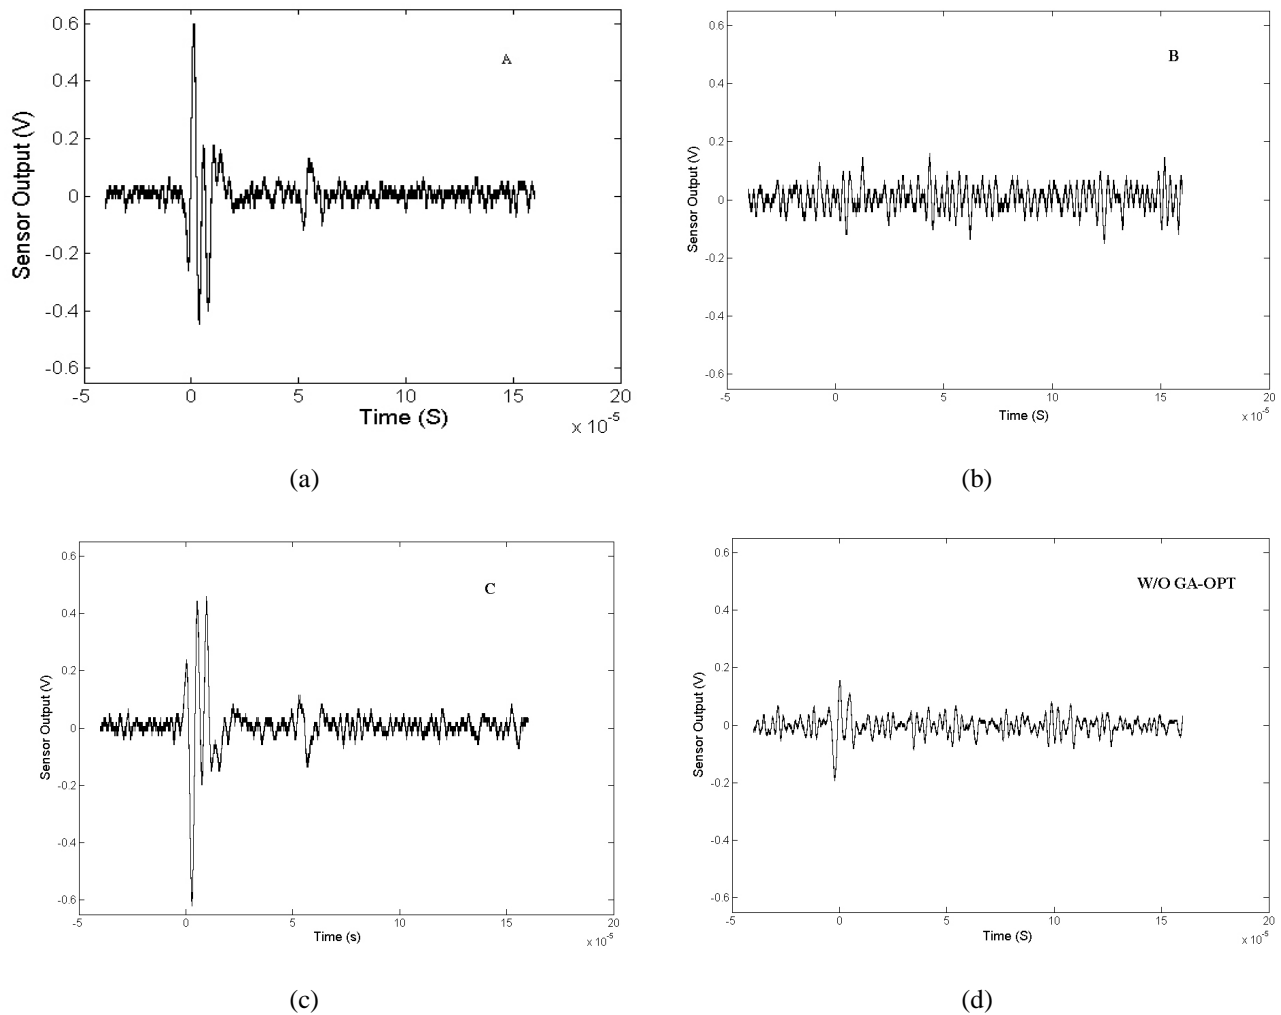 A
Sensor Output (V)
0.6
0.4
0.2
0
-0.2
-0.4
-0.6
-5
0
5
10
15
20
Time (S)
x 10⁻⁵
(a)
B
Sensor Output (V)
0.6
0.4
0.2
0
-0.2
-0.4
-0.6
-5
0
5
10
15
20
Time (S)
x 10⁻⁵
(b)
C
Sensor Output (V)
0.6
0.4
0.2
0
-0.2
-0.4
-0.6
-5
0
5
10
15
20
Time (s)
x 10⁻⁵
(c)
W/O GA-OPT
Sensor Output (V)
0.6
0.4
0.2
0
-0.2
-0.4
-0.6
-5
0
5
10
15
20
Time (S)
x 10⁻⁵
(d)